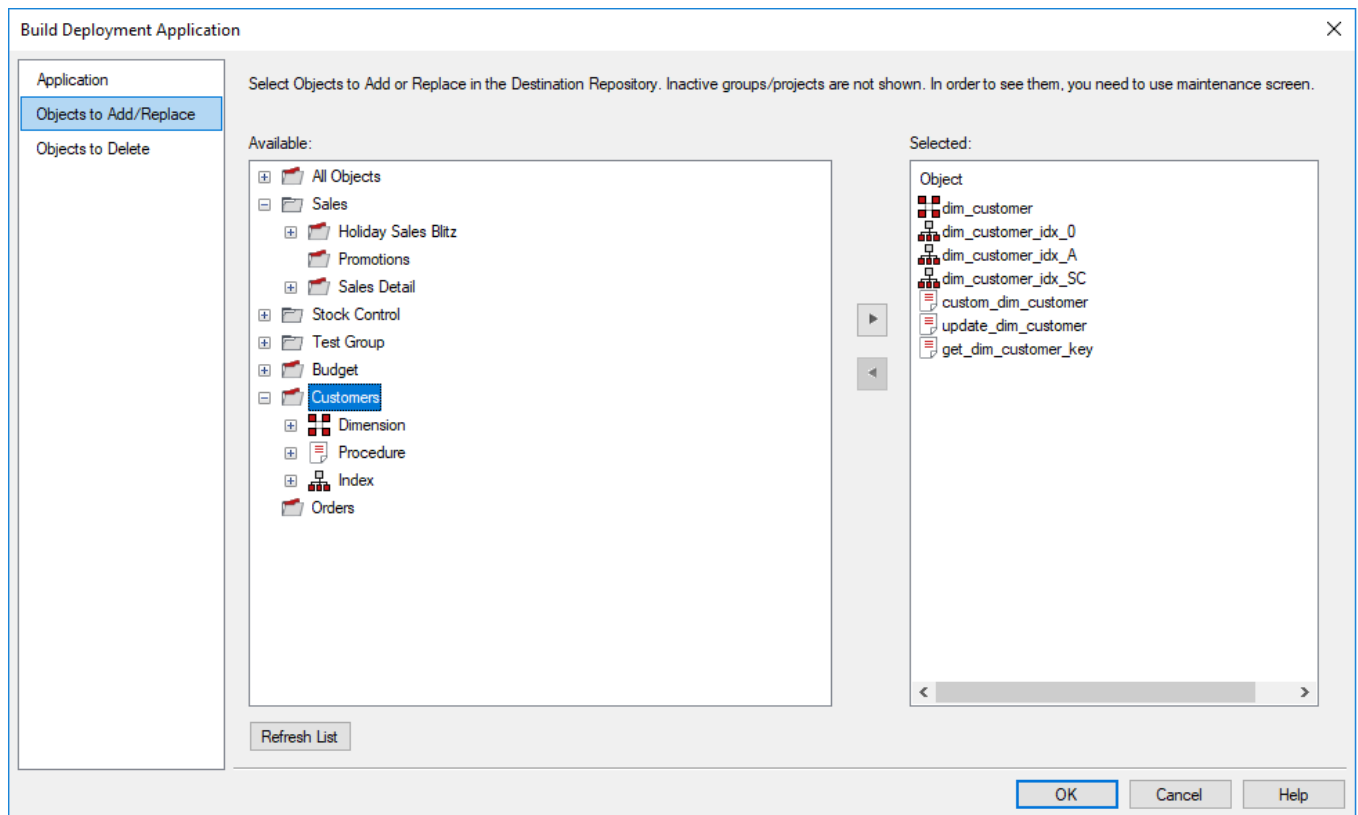 Build Deployment Application
Application
Objects to Add/Replace
Objects to Delete
Select Objects to Add or Replace in the Destination Repository. Inactive groups/projects are not shown. In order to see them, you need to use maintenance screen.
Available:
All Objects
Sales
Holiday Sales Blitz
Promotions
Sales Detail
Stock Control
Test Group
Budget
Customers
Dimension
Procedure
Index
Orders
Refresh List
Selected:
Object
dim_customer
dim_customer_idx_0
dim_customer_idx_A
dim_customer_idx_SC
custom_dim_customer
update_dim_customer
get_dim_customer_key
OK
Cancel
Help